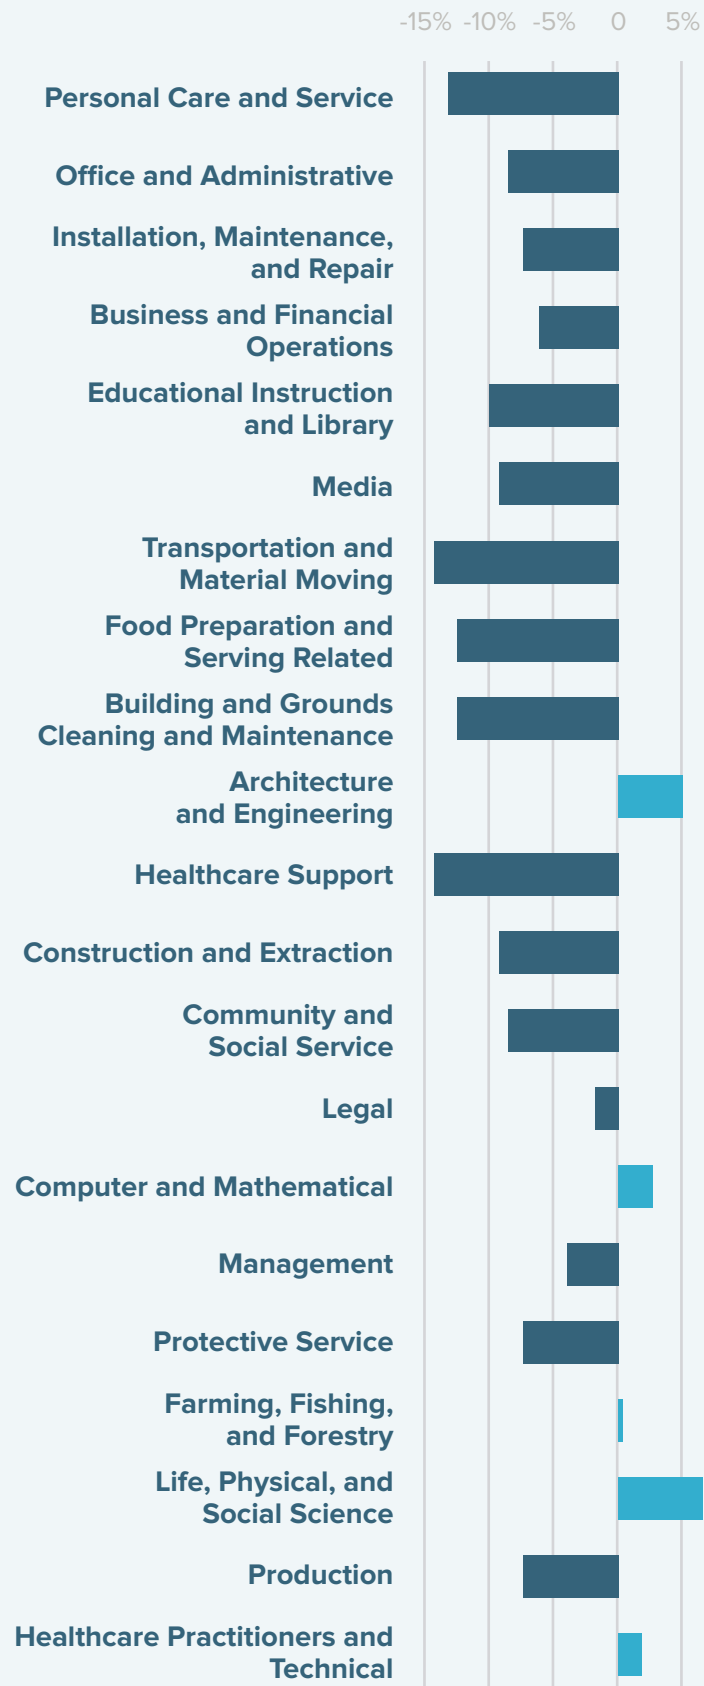 -15% -10% -5% 0 5%
Personal Care and Service
Office and Administrative
Installation, Maintenance,
and Repair
Business and Financial
Operations
Educational Instruction
and Library
Media
Transportation and
Material Moving
Food Preparation and
Serving Related
Building and Grounds
Cleaning and Maintenance
Architecture
and Engineering
Healthcare Support
Construction and Extraction
Community and
Social Service
Legal
Computer and Mathematical
Management
Protective Service
Farming, Fishing,
and Forestry
Life, Physical, and
Social Science
Production
Healthcare Practitioners and
Technical